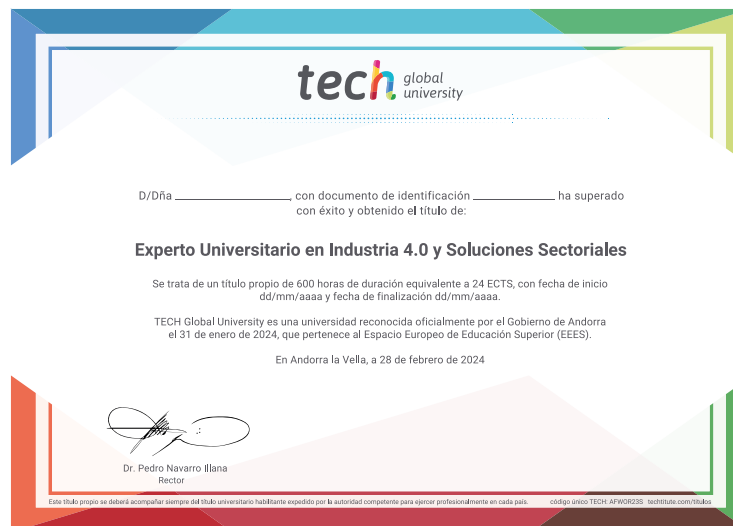 tech global university
D/Dña ____________________, con documento de identificación ______________ ha superado
con éxito y obtenido el título de:
Experto Universitario en Industria 4.0 y Soluciones Sectoriales
Se trata de un título propio de 600 horas de duración equivalente a 24 ECTS, con fecha de inicio
dd/mm/aaaa y fecha de finalización dd/mm/aaaa.
TECH Global University es una universidad reconocida oficialmente por el Gobierno de Andorra
el 31 de enero de 2024, que pertenece al Espacio Europeo de Educación Superior (EEES).
En Andorra la Vella, a 28 de febrero de 2024
Dr. Pedro Navarro Illana
Rector
Este título propio se deberá acompañar siempre del título universitario habilitante expedido por la autoridad competente para ejercer profesionalmente en cada país. código único TECH: AFWOR23S techtitute.com/titulos